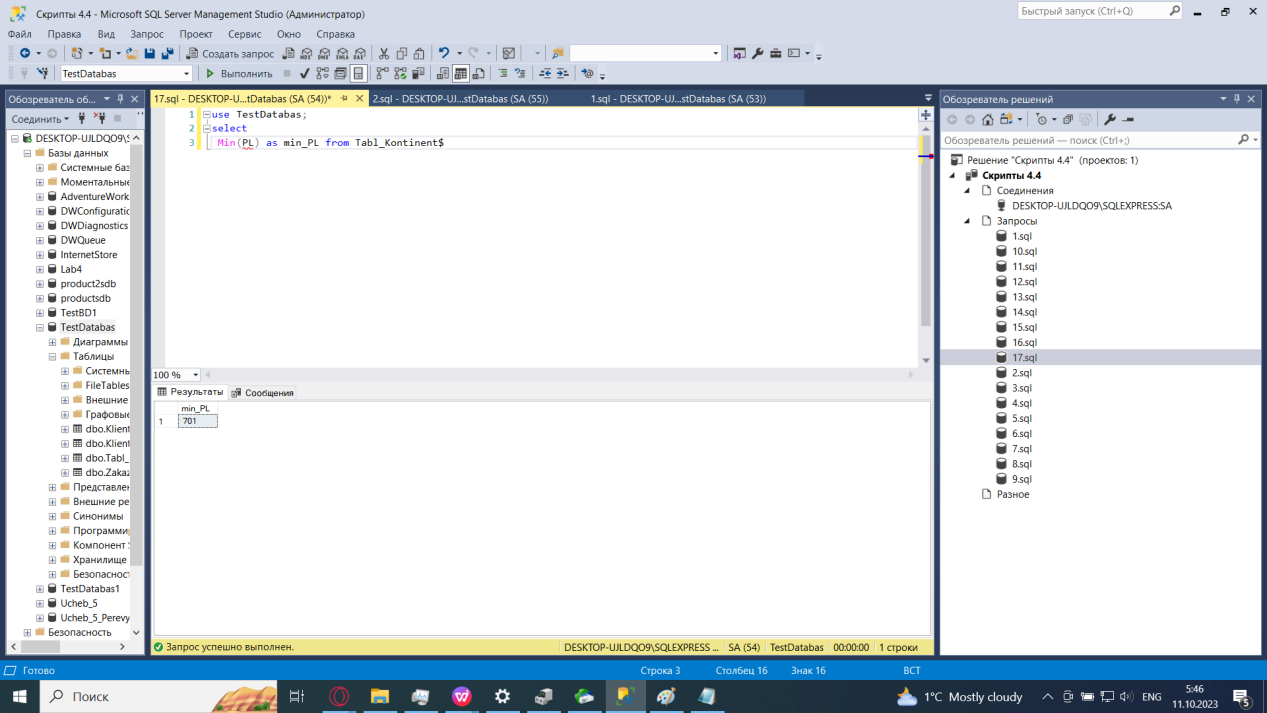 Скрипты 4.4 - Microsoft SQL Server Management Studio (Администратор)
Быстрый запуск (Ctrl+Q)
Файл Правка Вид Запрос Проект Сервис Окно Справка
Создать запрос
MDX DMX XMLA DAX
TestDatabas
Выполнить
Обозреватель об...
17.sql - DESKTOP-U...tDatabas (SA (54))*
2.sql - DESKTOP-U...stDatabas (SA (55))
1.sql - DESKTOP-U...stDatabas (SA (53))
Обозреватель решений
Соединить
DESKTOP-UJLDQO9\S
Базы данных
Системные баз
Моментальные
AdventureWork
DWConfiguratio
DWDiagnostics
DWQueue
InternetStore
Lab4
product2sdb
productsdb
TestBD1
TestDatabas
Диаграммы
Таблицы
Системнь
FileTables
Внешние
Графовые
dbo.Klient
dbo.Klient
dbo.Tabl_
dbo.Zakaz
Представлен
Внешние ре
Синонимы
Программир
Компонент S
Хранилище
Безопасност
TestDatabas1
Ucheb_5
Ucheb_5_Perevy
Безопасность
1 use TestDatabas;
2 select
3 Min(PL) as min_PL from Tabl_Kontinent$
100 %
Результаты Сообщения
min_PL
1 701
Запрос успешно выполнен.
DESKTOP-UJLDQO9\SQLEXPRESS ... SA (54) TestDatabas 00:00:00 1 строки
Обозреватель решений — поиск (Ctrl+;)
Решение "Скрипты 4.4" (проектов: 1)
Скрипты 4.4
Соединения
DESKTOP-UJLDQO9\SQLEXPRESS:SA
Запросы
1.sql
10.sql
11.sql
12.sql
13.sql
14.sql
15.sql
16.sql
17.sql
2.sql
3.sql
4.sql
5.sql
6.sql
7.sql
8.sql
9.sql
Разное
Готово
Строка 3 Столбец 16 Знак 16 ВСТ
Поиск
1°C Mostly cloudy
ENG
5:46
11.10.2023
5